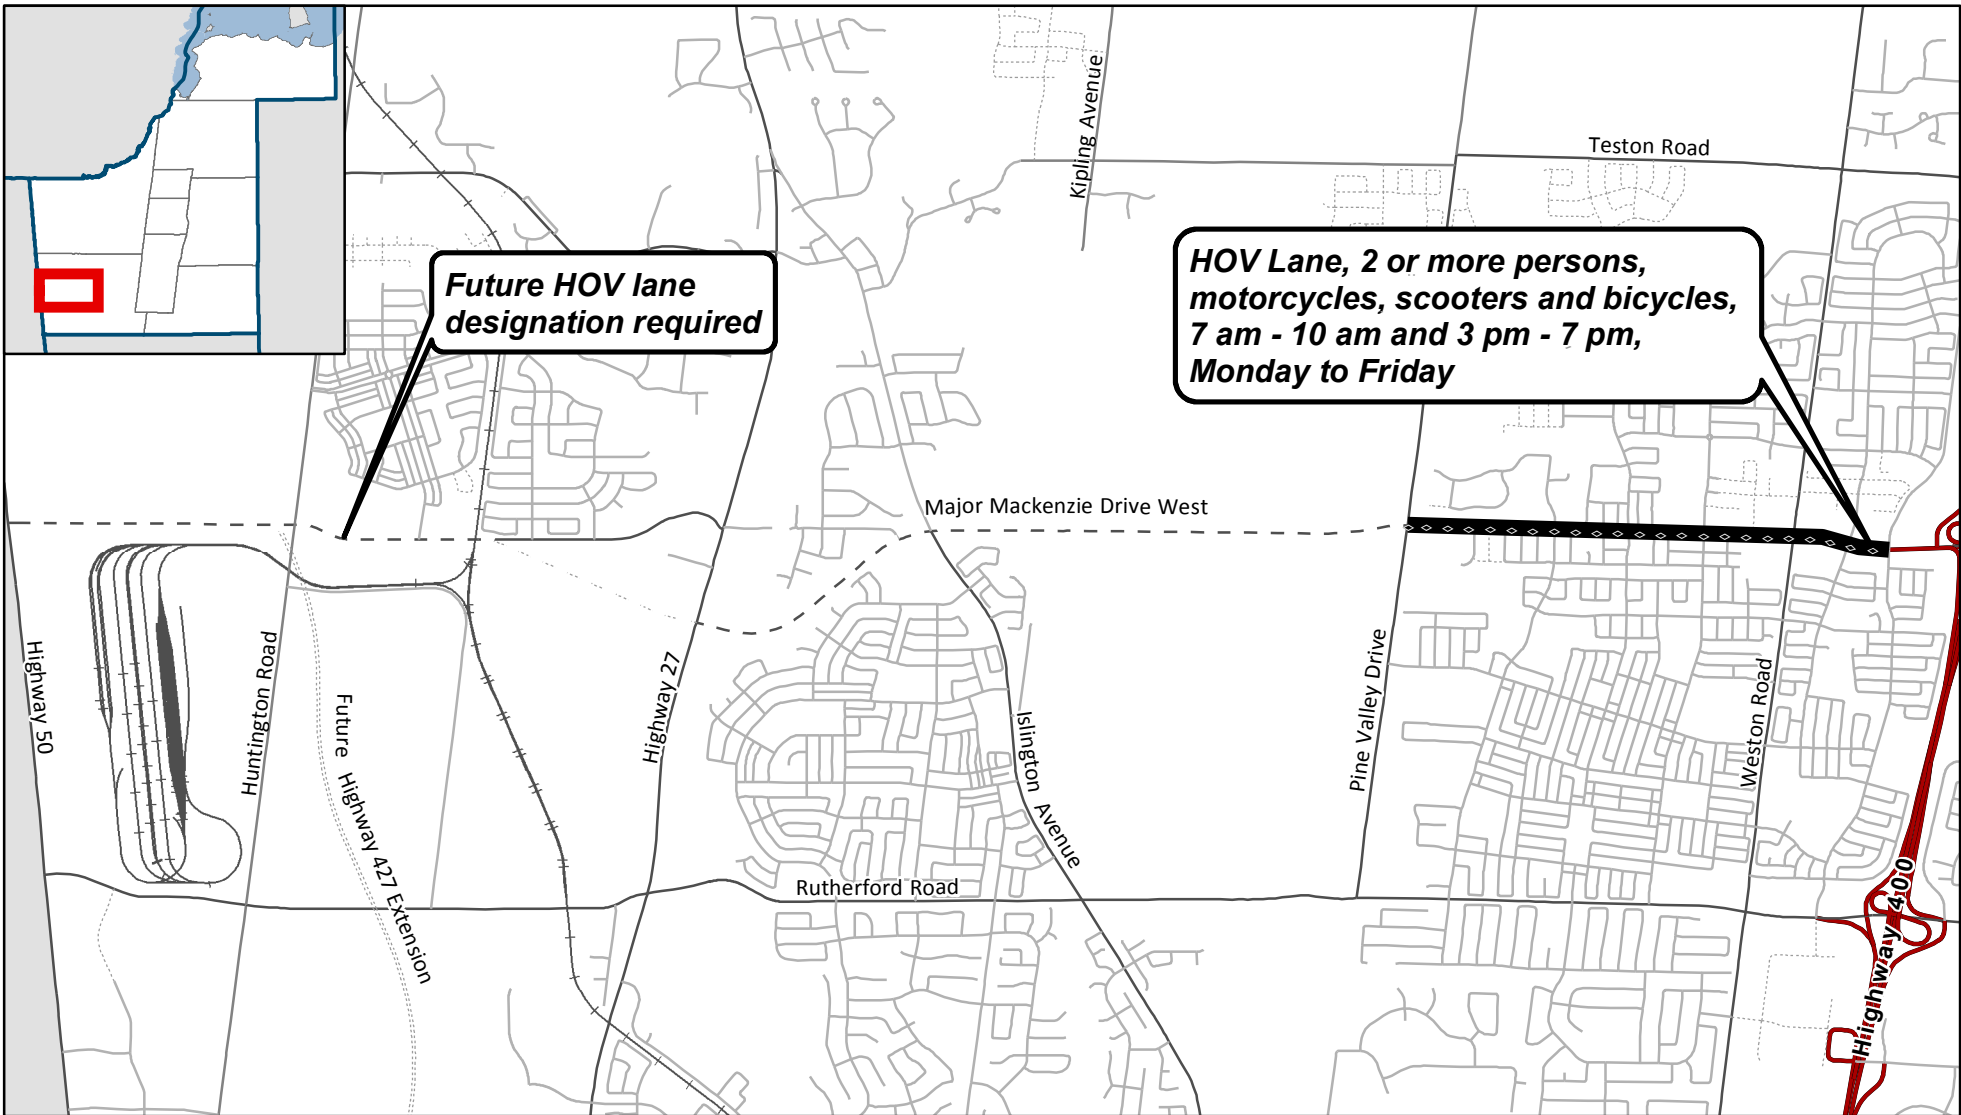 Kipling Avenue
Teston Road
Future HOV lane
designation required
HOV Lane, 2 or more persons,
motorcycles, scooters and bicycles,
7 am - 10 am and 3 pm - 7 pm,
Monday to Friday
Major Mackenzie Drive West
Highway 50
Huntington Road
Future Highway 427 Extension
Highway 27
Islington Avenue
Pine Valley Drive
Weston Road
Rutherford Road
Highway 400